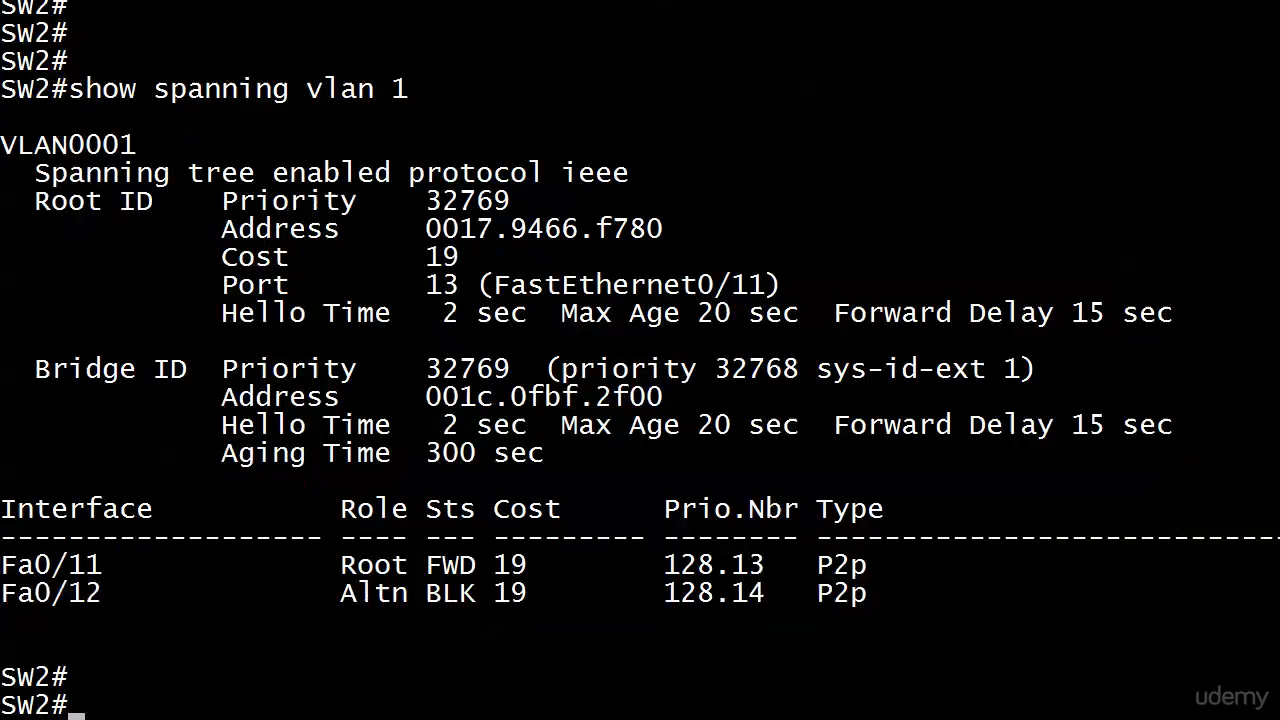 SW2#
SW2#
SW2#
SW2#show spanning vlan 1
VLAN0001
  Spanning tree enabled protocol ieee
  Root ID    Priority    32769
             Address     0017.9466.f780
             Cost        19
             Port        13 (FastEthernet0/11)
             Hello Time   2 sec  Max Age 20 sec  Forward Delay 15 sec
  Bridge ID  Priority    32769  (priority 32768 sys-id-ext 1)
             Address     001c.0fbf.2f00
             Hello Time   2 sec  Max Age 20 sec  Forward Delay 15 sec
             Aging Time  300 sec
Interface           Role Sts Cost      Prio.Nbr Type
------------------- ---- --- --------- -------- ---------------------------
Fa0/11              Root FWD 19        128.13   P2p
Fa0/12              Altn BLK 19        128.14   P2p
SW2#
SW2#
udemy